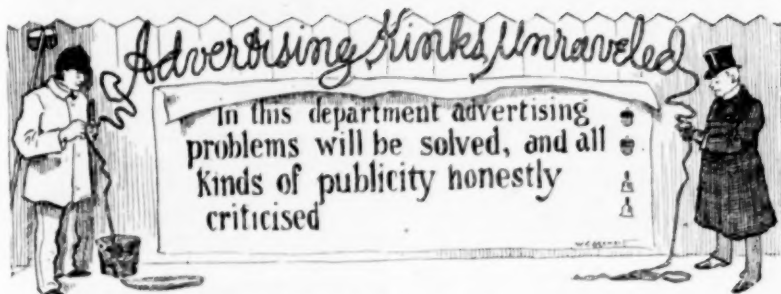 Advertising Kinks Unraveled
In this department advertising
problems will be solved, and all
kinds of publicity honestly
criticised